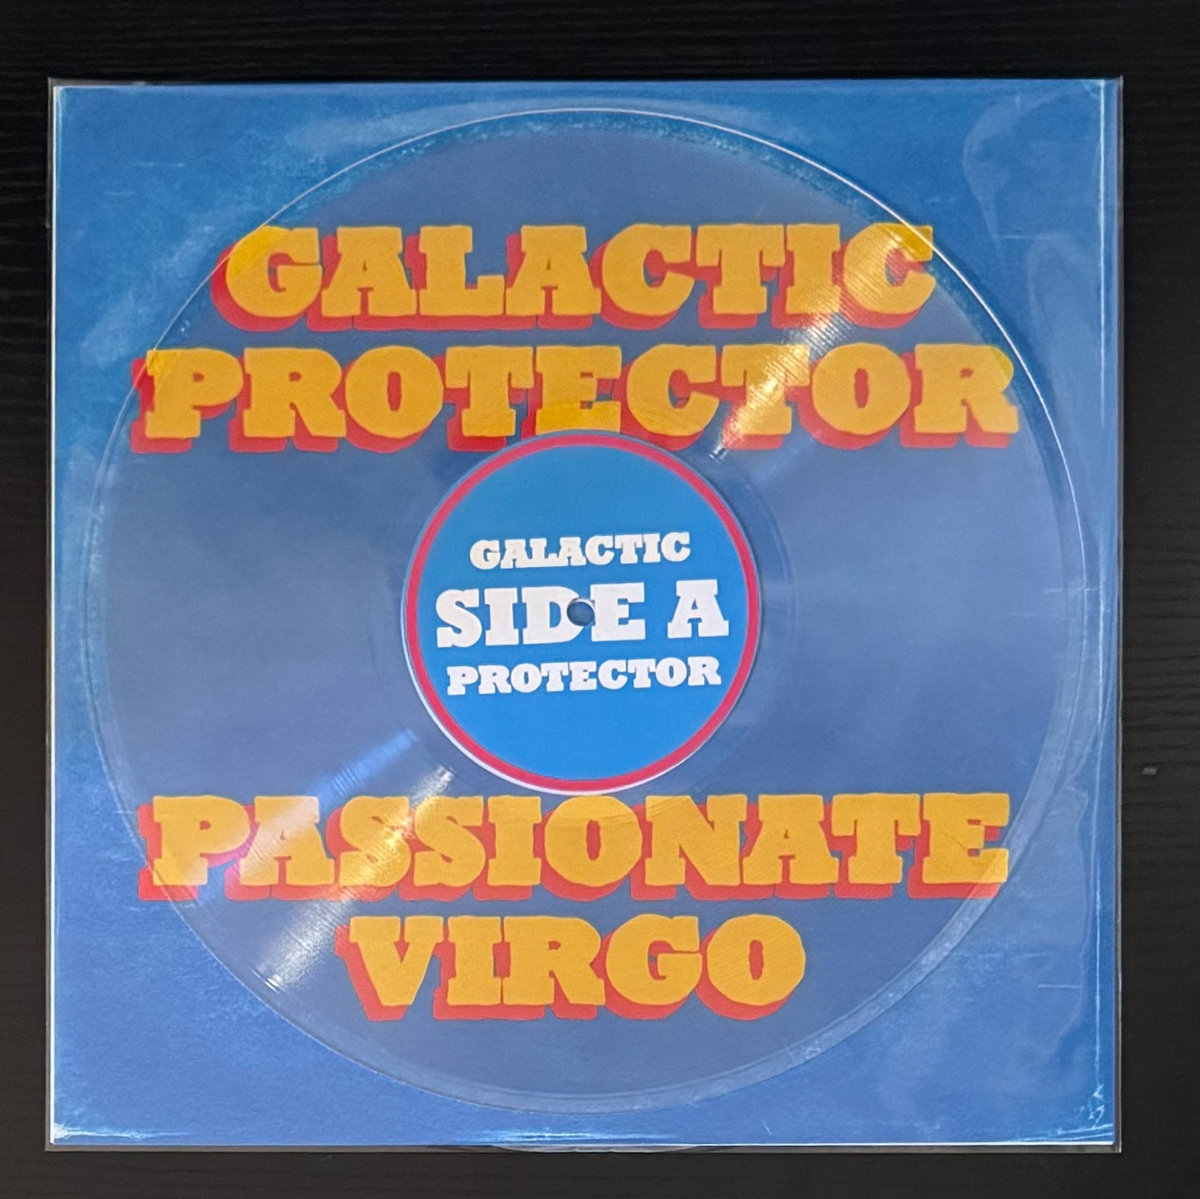 GALACTIC
PROTECTOR
GALACTIC
SIDE A
PROTECTOR
PASSIONATE
VIRGO